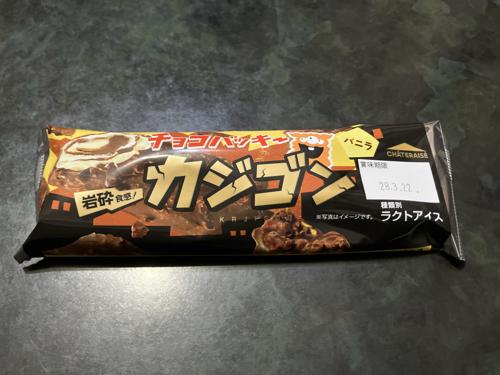 チョコバッキー
バニラ
CHATERAISÉ
カジゴン
岩砕食感!
賞味期限
28.3.22
※写真はイメージです。
種類別
ラクトアイス